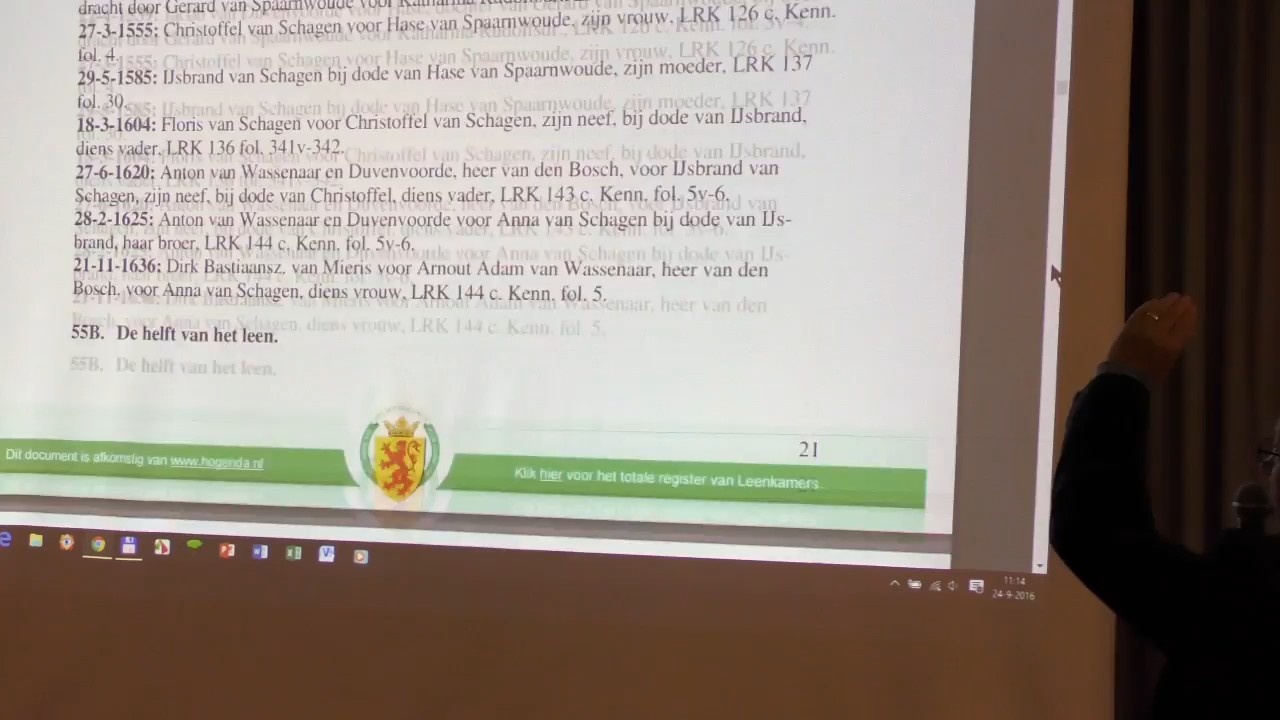 dracht door Gerard van Spaarnwoude voor Katharina
27-3-1555: Christoffel van Schagen voor Hase van Spaarnwoude, zijn vrouw, LRK 126 c. Kenn.
fol. 4.
29-5-1585: IJsbrand van Schagen bij dode van Hase van Spaarnwoude, zijn moeder, LRK 137
fol. 30.
18-3-1604: Floris van Schagen voor Christoffel van Schagen, zijn neef, bij dode van IJsbrand,
diens vader, LRK 136 fol. 341v-342.
27-6-1620: Anton van Wassenaar en Duvenvoorde, heer van den Bosch, voor IJsbrand van
Schagen, zijn neef, bij dode van Christoffel, diens vader, LRK 143 c. Kenn. fol. 5v-6.
28-2-1625: Anton van Wassenaar en Duvenvoorde voor Anna van Schagen bij dode van IJs-
brand, haar broer, LRK 144 c. Kenn. fol. 5v-6.
21-11-1636: Dirk Bastiaansz. van Mieris voor Arnout Adam van Wassenaar, heer van den
Bosch, voor Anna van Schagen, diens vrouw, LRK 144 c. Kenn. fol. 5.
55B. De helft van het leen.
21
Dit document is afkomstig van www.hogenda.nl
Klik hier voor het totale register van Leenkamers
11:14
24-9-2016